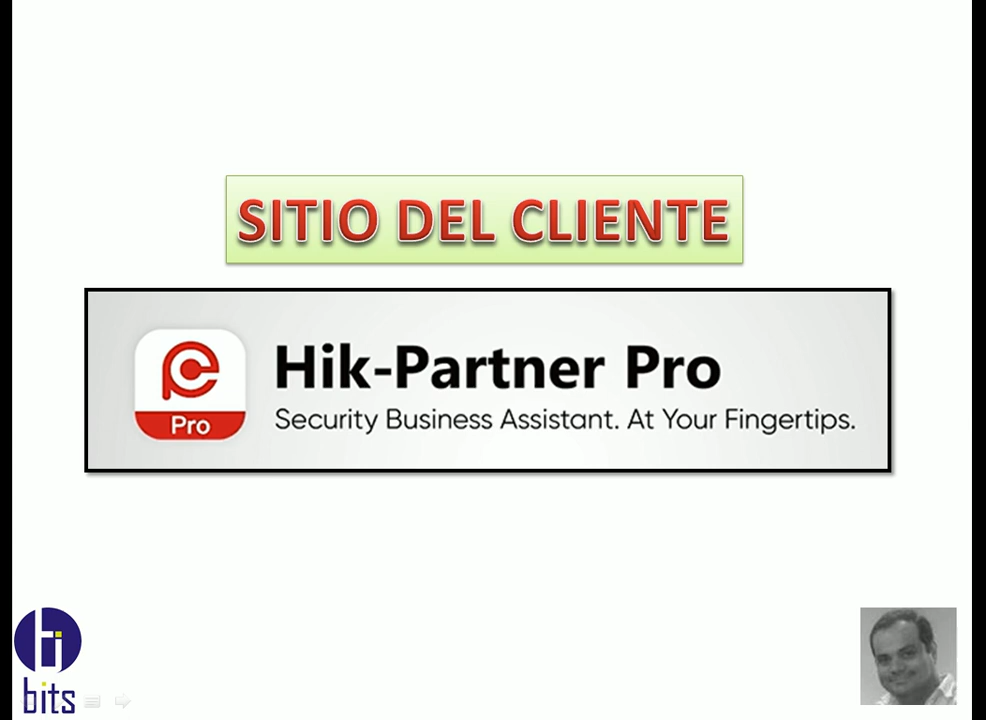 SITIO DEL CLIENTE
Hik-Partner Pro
Security Business Assistant. At Your Fingertips.
Pro
bits